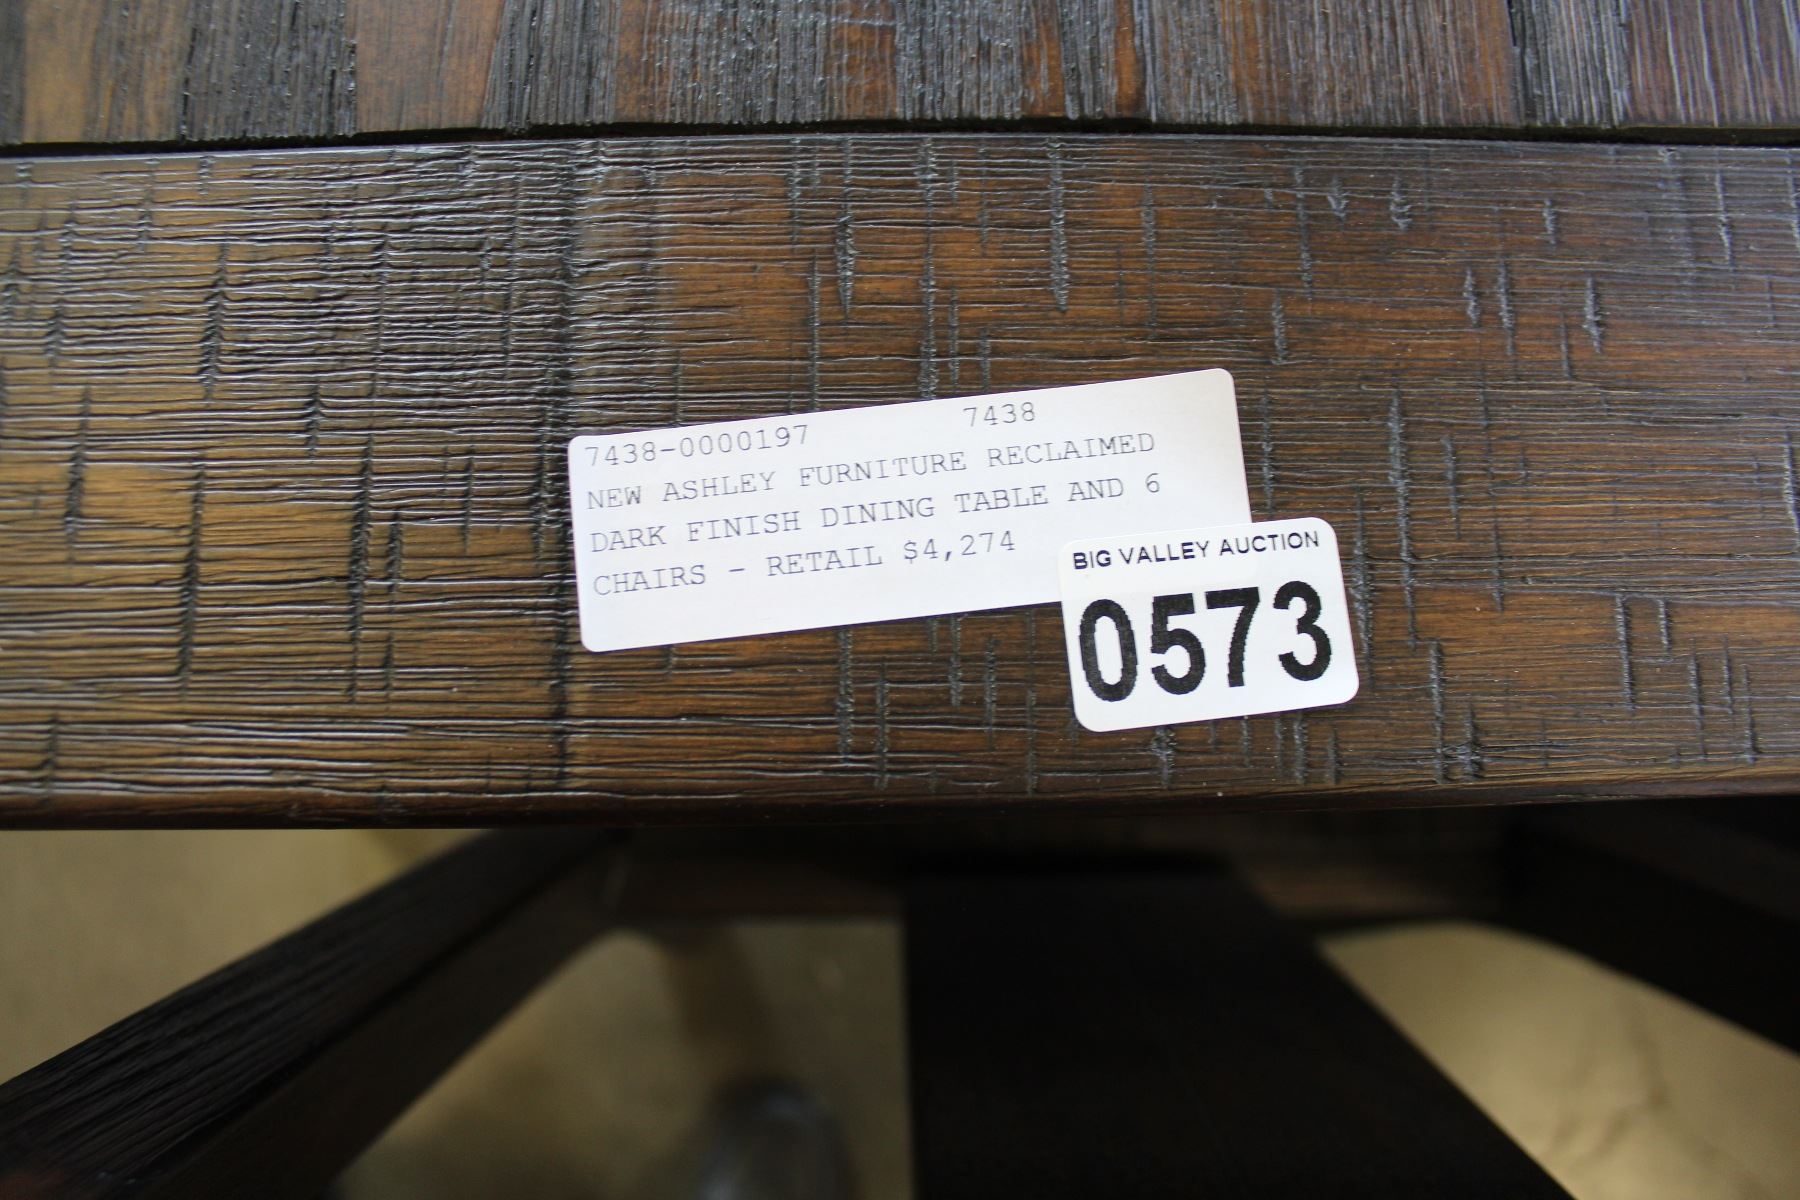 7438-0000197 7438
NEW ASHLEY FURNITURE RECLAIMED
DARK FINISH DINING TABLE AND 6
CHAIRS - RETAIL $4,274
BIG VALLEY AUCTION
0573